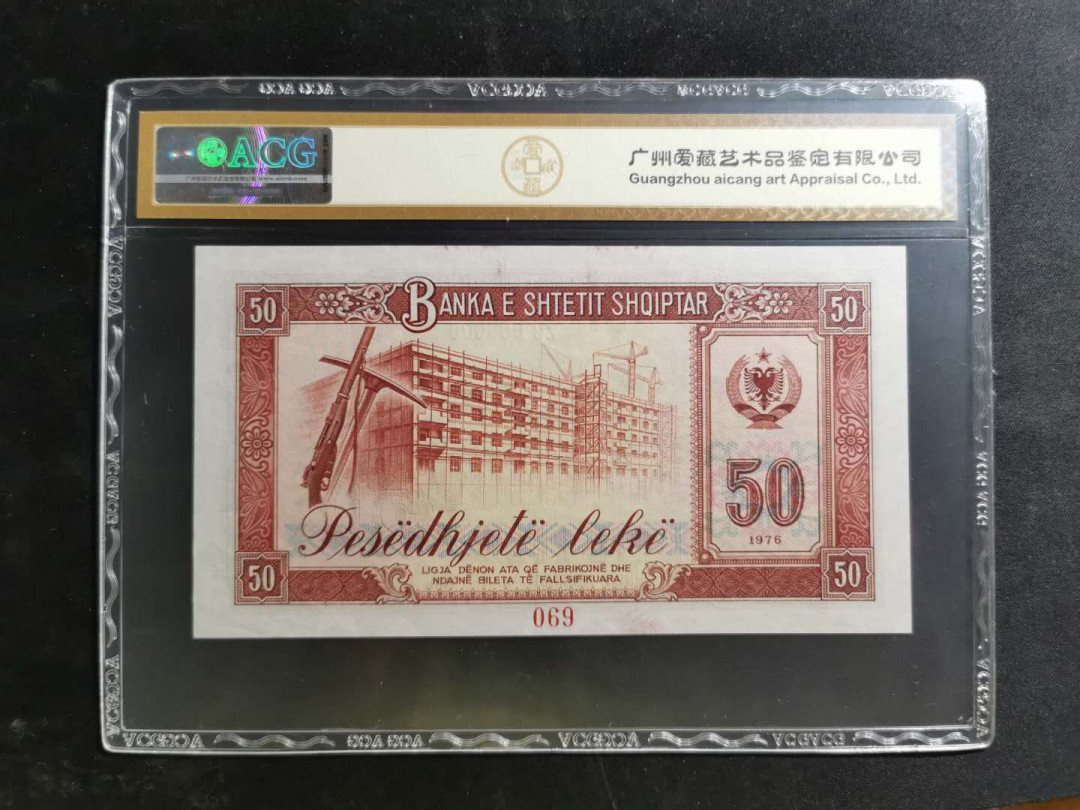 ACG
广州爱藏艺术品鉴定有限公司
Guangzhou aicang art Appraisal Co., Ltd.
50
BANKA E SHTETIT SHQIPTAR
50
50
1976
Pesëdhjetë lekë
LIGJA DËNON ATA QË FABRIKOJNË DHE
NDAJNË BILETA TË FALLSIFIKUARA
50
50
069